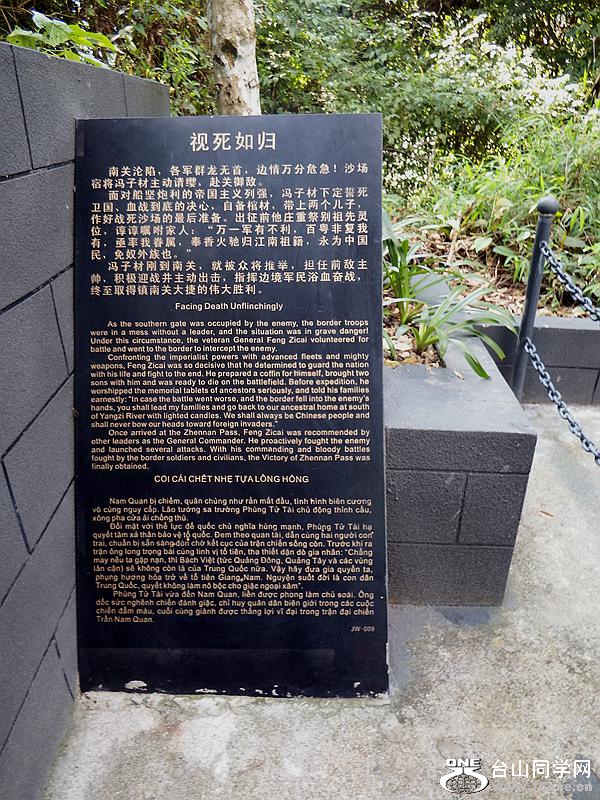 视死如归
南关沦陷，各军群龙无首，边情万分危急！沙场
宿将冯子材主动请缨，赴关御敌。
面对船坚炮利的帝国主义列强，冯子材下定誓死
卫国、血战到底的决心，自备棺材，带上两个儿子，
作好战死沙场的最后准备。出征前他庄重祭别祖先灵
位，谆谆嘱咐家人：“万一军有不利，百粤非复我
有，亟率我眷属，奉香火驰归江南祖籍，永为中国
民，免奴外族也。”
冯子材刚到南关，就被众将推举，担任前敌主
帅，积极迎战并主动出击。指挥边境军民浴血奋战，
终至取得镇南关大捷的伟大胜利。
Facing Death Unflinchingly
As the southern gate was occupied by the enemy, the border troops
were in a mess without a leader, and the situation was in grave danger!
Under this circumstance, the veteran General Feng Zicai volunteered for
battle and went to the border to intercept the enemy.
Confronting the imperialist powers with advanced fleets and mighty
weapons, Feng Zicai was so decisive that he determined to guard the nation
with his life and fight to the end. He prepared a coffin for himself, brought two
sons with him and was ready to die on the battlefield. Before expedition, he
worshipped the memorial tablets of ancestors seriously, and told his families
earnestly: "In case the battle went worse, and the border fell into the enemy's
hands, you shall lead my families and go back to our ancestral home at south
of Yangzi River with lighted candles. We shall always be Chinese people and
shall never bow our heads toward foreign invaders."
Once arrived at the Zhennan Pass, Feng Zicai was recommended by
other leaders as the General Commander. He proactively fought the enemy
and launched several attacks. With his commanding and bloody battles
fought by the border soldiers and civilians, the Victory of Zhennan Pass was
finally obtained.
COI CÁI CHẾT NHẸ TỰA LÔNG HỒNG
Nam Quan bị chiếm, quân chúng như rắn mất đầu, tình hình biên cương
vô cùng nguy cấp. Lão tướng sa trường Phùng Tử Tài chủ động thỉnh cầu,
xông pha cửa ải chống thù.
Đối mặt với thế lực đế quốc chủ nghĩa hùng mạnh, Phùng Tử Tài hạ
quyết tâm xả thân bảo vệ tổ quốc. Đem theo quan tài, dẫn cùng hai người con
trai, chuẩn bị sẵn sàng đón chờ kết cục của trận chiến sống còn. Trước khi ra
trận ông long trọng bái cúng linh vị tổ tiên, tha thiết dặn dò gia nhân: "Chẳng
may nếu ta gặp nạn, thì Bách Việt (tức Quảng Đông, Quảng Tây và các vùng
lân cận) sẽ không còn là của Trung Quốc nữa. Vậy hãy đưa gia quyến ta,
phụng hương hỏa trở về tổ tiên Giang Nam. Nguyện suốt đời là con dân
Trung Quốc, quyết không làm nô bộc cho giặc ngoại xâm".
Phùng Tử Tài vừa đến Nam Quan, liền được phong làm chủ soái. Ông
dốc sức nghênh chiến đánh giặc, chỉ huy quân dân biên giới trong các cuộc
chiến đẫm máu, cuối cùng giành được thắng lợi vĩ đại trong trận đại chiến
Trấn Nam Quan.
JW-009
ONE
台山同学网